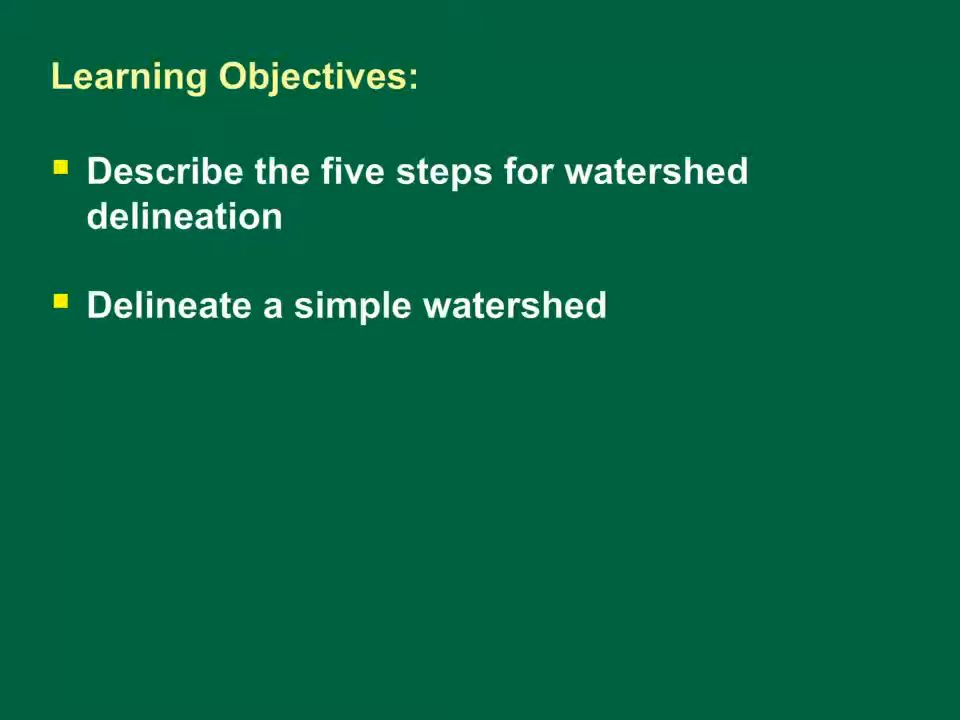 Learning Objectives:
Describe the five steps for watershed
delineation
Delineate a simple watershed